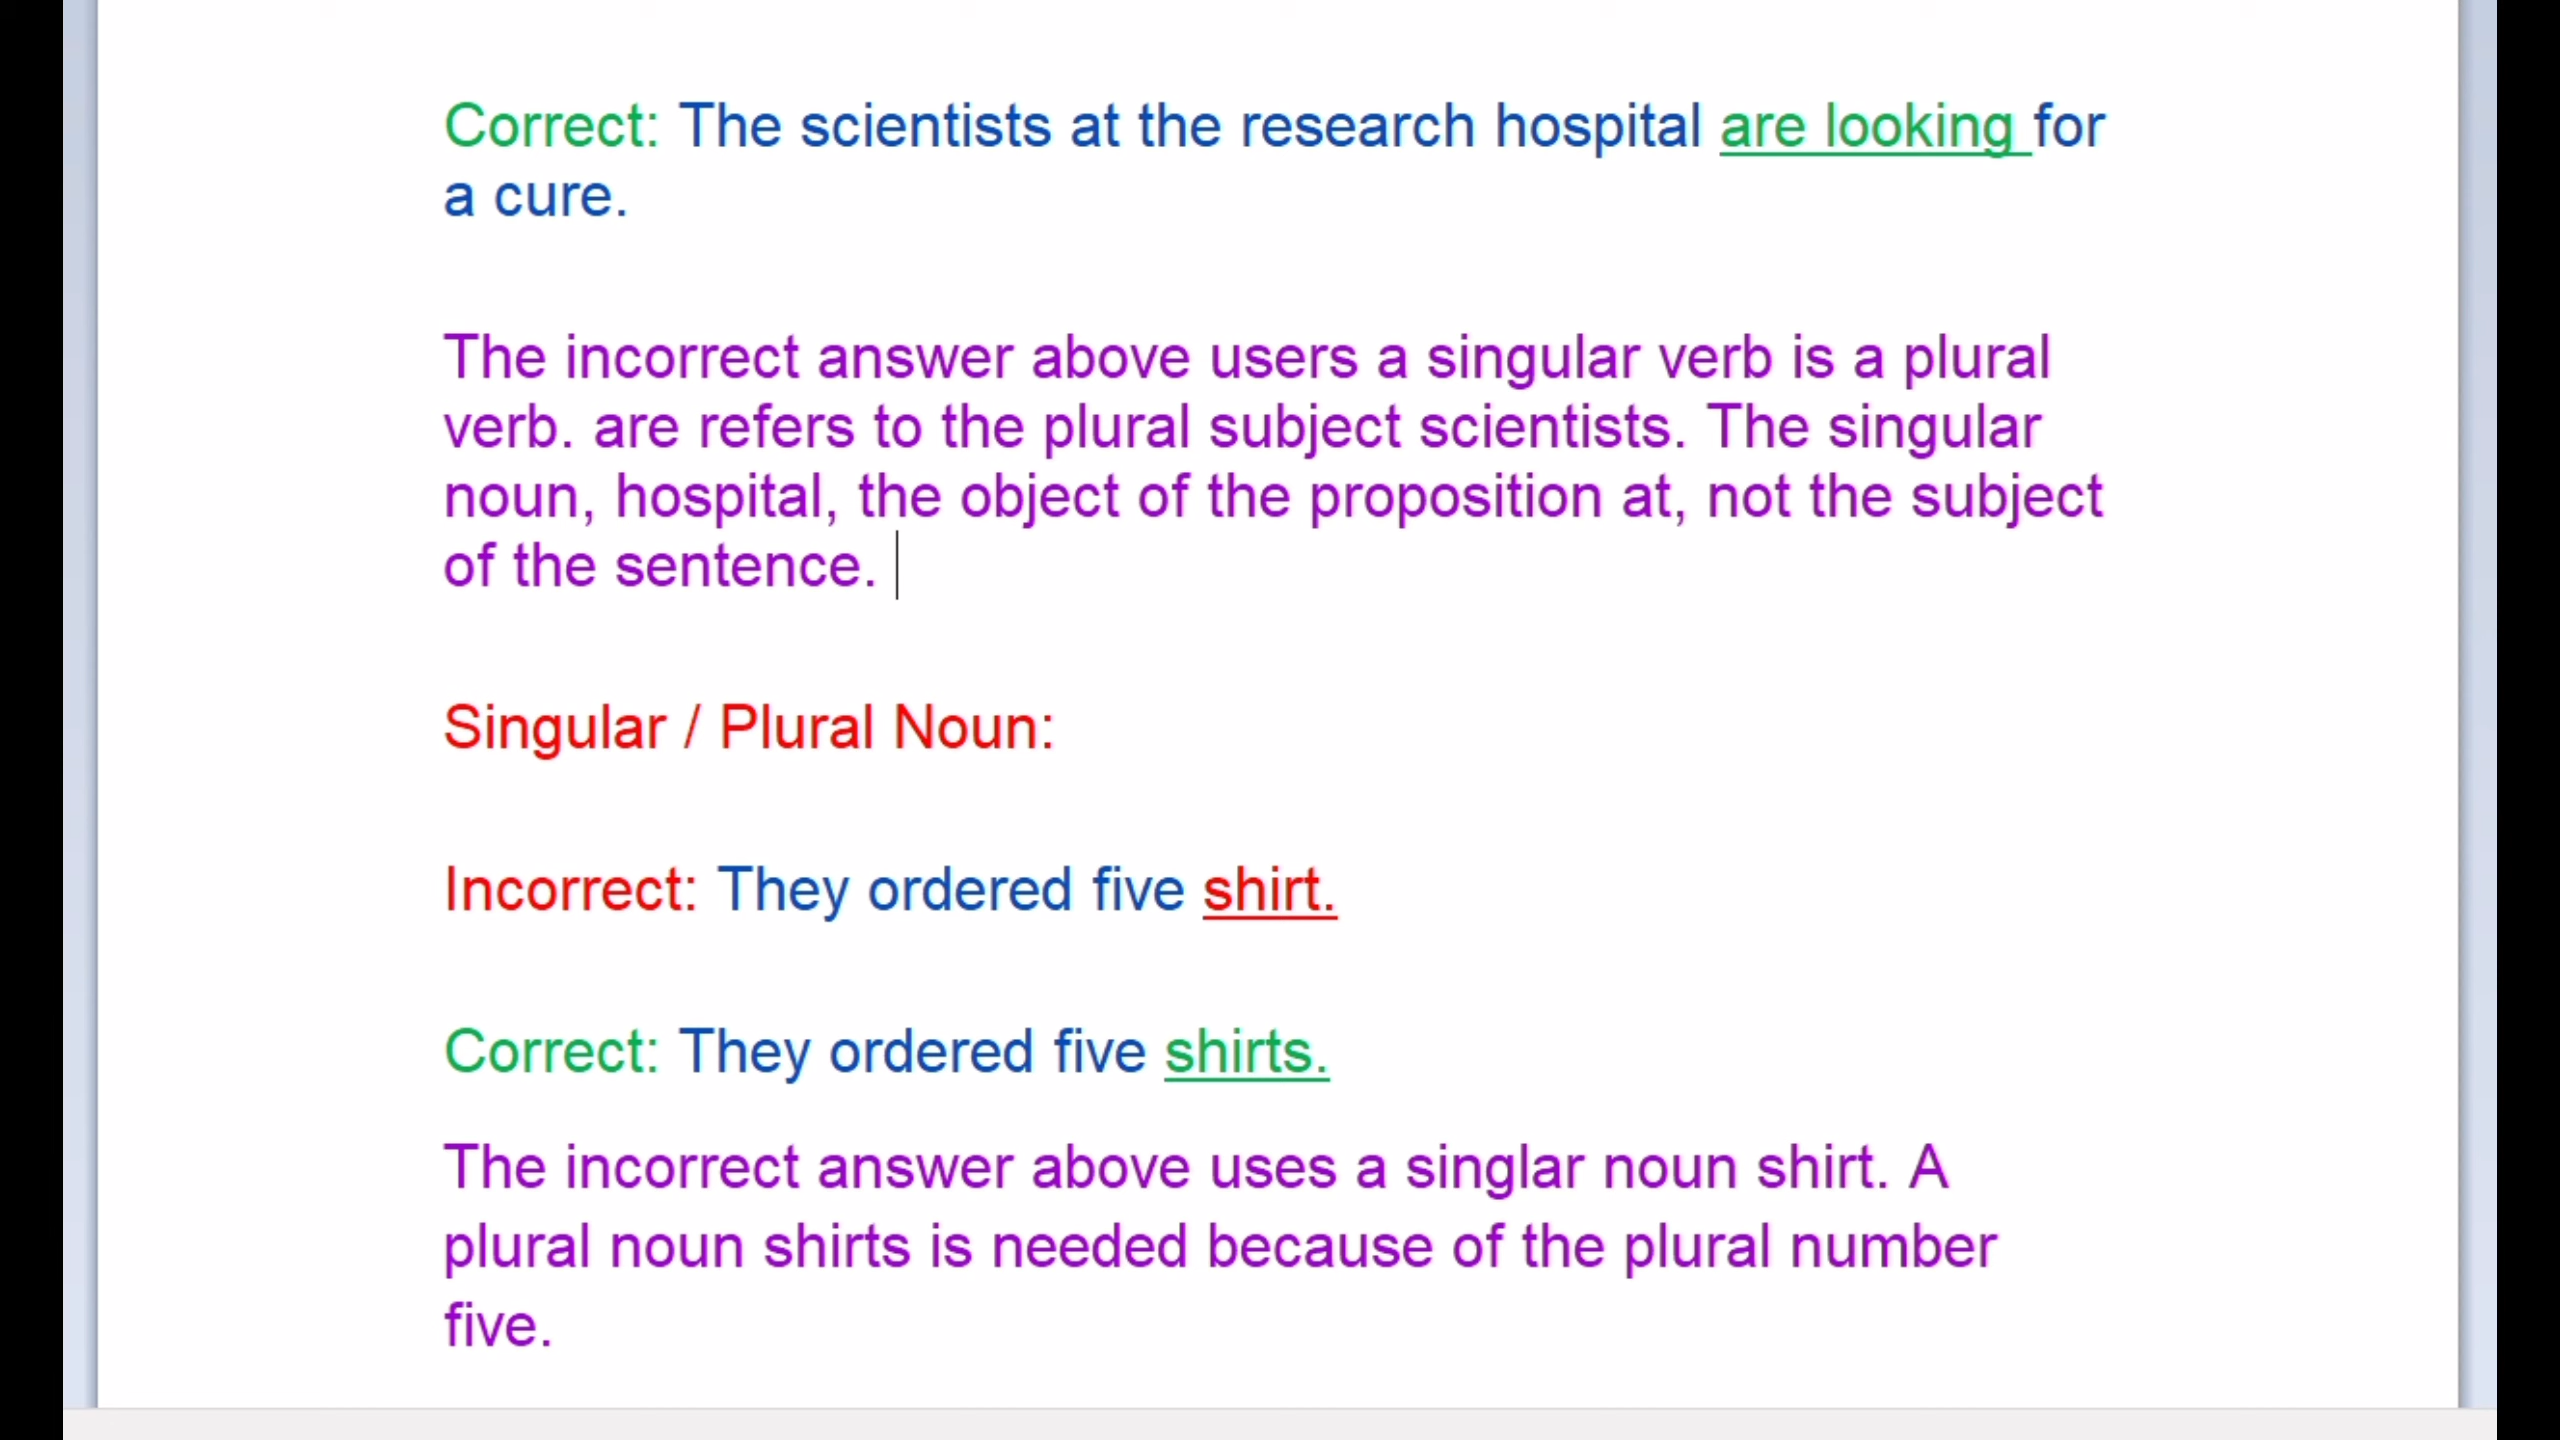 Correct: The scientists at the research hospital are looking for
a cure.
The incorrect answer above users a singular verb is a plural
verb. are refers to the plural subject scientists. The singular
noun, hospital, the object of the proposition at, not the subject
of the sentence.
Singular / Plural Noun:
Incorrect: They ordered five shirt.
Correct: They ordered five shirts.
The incorrect answer above uses a singlar noun shirt. A
plural noun shirts is needed because of the plural number
five.